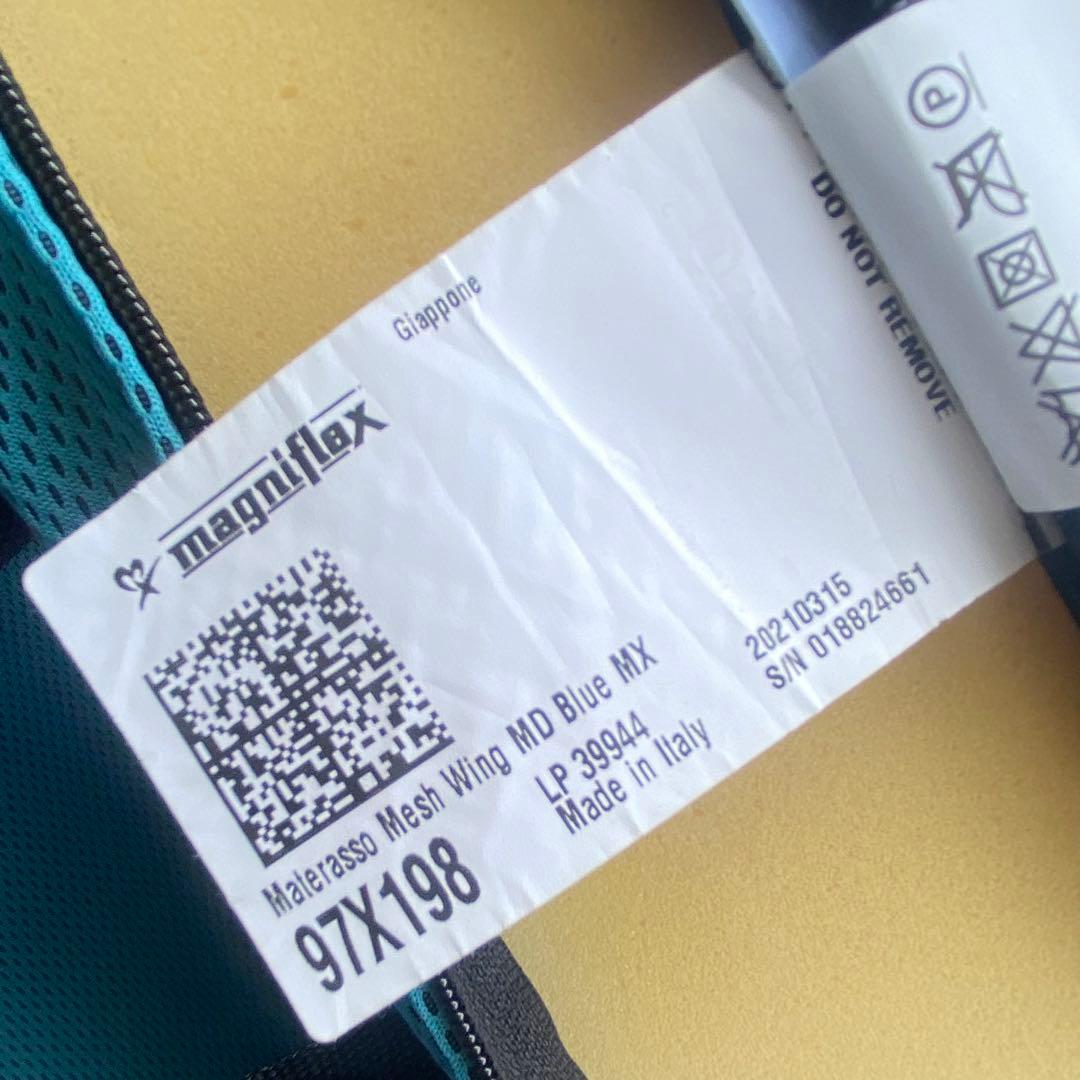 Giappone
magniflex
Materasso Mesh Wing MD Blue MX
97X198
LP 39944
Made in Italy
20210315
S/N 018824661
DO NOT REMOVE
P